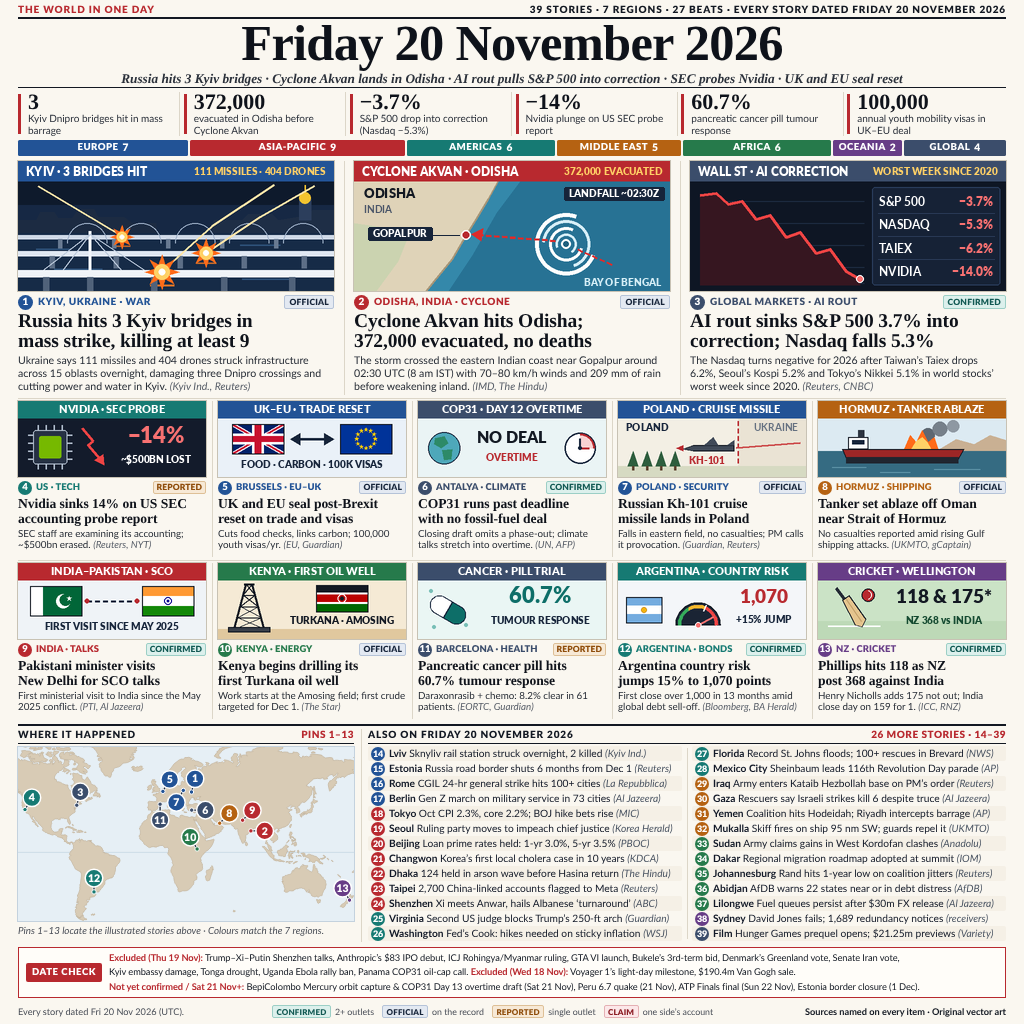 THE WORLD IN ONE DAY
39 STORIES · 7 REGIONS · 27 BEATS · EVERY STORY DATED FRIDAY 20 NOVEMBER 2026
Friday 20 November 2026
Russia hits 3 Kyiv bridges · Cyclone Akvan lands in Odisha · AI rout pulls S&P 500 into correction · SEC probes Nvidia · UK and EU seal reset
3
Kyiv Dnipro bridges hit in mass
barrage
372,000
evacuated in Odisha before
Cyclone Akvan
−3.7%
S&P 500 drop into correction
(Nasdaq −5.3%)
−14%
Nvidia plunge on US SEC probe
report
60.7%
pancreatic cancer pill tumour
response
100,000
annual youth mobility visas in
UK–EU deal
EUROPE 7
ASIA-PACIFIC 9
AMERICAS 6
MIDDLE EAST 5
AFRICA 6
OCEANIA 2
GLOBAL 4
KYIV · 3 BRIDGES HIT
111 MISSILES · 404 DRONES
1 KYIV, UKRAINE · WAR
OFFICIAL
Russia hits 3 Kyiv bridges in
mass strike, killing at least 9
Ukraine says 111 missiles and 404 drones struck infrastructure
across 15 oblasts overnight, damaging three Dnipro crossings and
cutting power and water in Kyiv. (Kyiv Ind., Reuters)
CYCLONE AKVAN · ODISHA
372,000 EVACUATED
ODISHA
INDIA
LANDFALL ~02:30Z
GOPALPUR
BAY OF BENGAL
2 ODISHA, INDIA · CYCLONE
OFFICIAL
Cyclone Akvan hits Odisha;
372,000 evacuated, no deaths
The storm crossed the eastern Indian coast near Gopalpur around
02:30 UTC (8 am IST) with 70–80 km/h winds and 209 mm of rain
before weakening inland. (IMD, The Hindu)
WALL ST · AI CORRECTION
WORST WEEK SINCE 2020
S&P 500 −3.7%
NASDAQ −5.3%
TAIEX −6.2%
NVIDIA −14.0%
3 GLOBAL MARKETS · AI ROUT
CONFIRMED
AI rout sinks S&P 500 3.7% into
correction; Nasdaq falls 5.3%
The Nasdaq turns negative for 2026 after Taiwan's Taiex drops
6.2%, Seoul's Kospi 5.2% and Tokyo's Nikkei 5.1% in world stocks'
worst week since 2020. (Reuters, CNBC)
NVIDIA · SEC PROBE
−14%
~$500BN LOST
4 US · TECH
REPORTED
Nvidia sinks 14% on US SEC
accounting probe report
SEC staff are examining its accounting;
~$500bn erased. (Reuters, NYT)
UK–EU · TRADE RESET
FOOD · CARBON · 100K VISAS
5 BRUSSELS · EU–UK
OFFICIAL
UK and EU seal post-Brexit
reset on trade and visas
Cuts food checks, links carbon; 100,000
youth visas/yr. (EU, Guardian)
COP31 · DAY 12 OVERTIME
NO DEAL
OVERTIME
6 ANTALYA · CLIMATE
CONFIRMED
COP31 runs past deadline
with no fossil-fuel deal
Closing draft omits a phase-out; climate
talks stretch into overtime. (UN, AFP)
POLAND · CRUISE MISSILE
POLAND
UKRAINE
KH-101
7 POLAND · SECURITY
OFFICIAL
Russian Kh-101 cruise
missile lands in Poland
Falls in eastern field, no casualties; PM calls
it provocation. (Guardian, Reuters)
HORMUZ · TANKER ABLAZE
8 HORMUZ · SHIPPING
OFFICIAL
Tanker set ablaze off Oman
near Strait of Hormuz
No casualties reported amid rising Gulf
shipping attacks. (UKMTO, gCaptain)
INDIA–PAKISTAN · SCO
FIRST VISIT SINCE MAY 2025
9 INDIA · TALKS
CONFIRMED
Pakistani minister visits
New Delhi for SCO talks
First ministerial visit to India since the May
2025 conflict. (PTI, Al Jazeera)
KENYA · FIRST OIL WELL
TURKANA · AMOSING
10 KENYA · ENERGY
OFFICIAL
Kenya begins drilling its
first Turkana oil well
Work starts at the Amosing field; first crude
targeted for Dec 1. (The Star)
CANCER · PILL TRIAL
60.7%
TUMOUR RESPONSE
11 BARCELONA · HEALTH
REPORTED
Pancreatic cancer pill hits
60.7% tumour response
Daraxonrasib + chemo: 8.2% clear in 61
patients. (EORTC, Guardian)
ARGENTINA · COUNTRY RISK
1,070
+15% JUMP
12 ARGENTINA · BONDS
CONFIRMED
Argentina country risk
jumps 15% to 1,070 points
First close over 1,000 in 13 months amid
global debt sell-off. (Bloomberg, BA Herald)
CRICKET · WELLINGTON
118 & 175*
NZ 368 vs INDIA
13 NZ · CRICKET
CONFIRMED
Phillips hits 118 as NZ
post 368 against India
Henry Nicholls adds 175 not out; India
close day on 159 for 1. (ICC, RNZ)
WHERE IT HAPPENED
PINS 1–13
4
3
5
1
7
6
11
8
9
2
10
12
13
Pins 1–13 locate the illustrated stories above · Colours match the 7 regions.
ALSO ON FRIDAY 20 NOVEMBER 2026
26 MORE STORIES · 14–39
14 Lviv Sknyliv rail station struck overnight, 2 killed (Kyiv Ind.)
15 Estonia Russia road border shuts 6 months from Dec 1 (Reuters)
16 Rome CGIL 24-hr general strike hits 100+ cities (La Repubblica)
17 Berlin Gen Z march on military service in 73 cities (Al Jazeera)
18 Tokyo Oct CPI 2.3%, core 2.2%; BOJ hike bets rise (MIC)
19 Seoul Ruling party moves to impeach chief justice (Korea Herald)
20 Beijing Loan prime rates held: 1-yr 3.0%, 5-yr 3.5% (PBOC)
21 Changwon Korea's first local cholera case in 10 years (KDCA)
22 Dhaka 124 held in arson wave before Hasina return (The Hindu)
23 Taipei 2,700 China-linked accounts flagged to Meta (Reuters)
24 Shenzhen Xi meets Anwar, hails Albanese 'turnaround' (ABC)
25 Virginia Second US judge blocks Trump's 250-ft arch (Guardian)
26 Washington Fed's Cook: hikes needed on sticky inflation (WSJ)
27 Florida Record St. Johns floods; 100+ rescues in Brevard (NWS)
28 Mexico City Sheinbaum leads 116th Revolution Day parade (AP)
29 Iraq Army enters Kataib Hezbollah base on PM's order (Reuters)
30 Gaza Rescuers say Israeli strikes kill 6 despite truce (Al Jazeera)
31 Yemen Coalition hits Hodeidah; Riyadh intercepts barrage (AP)
32 Mukalla Skiff fires on ship 95 nm SW; guards repel it (UKMTO)
33 Sudan Army claims gains in West Kordofan clashes (Anadolu)
34 Dakar Regional migration roadmap adopted at summit (IOM)
35 Johannesburg Rand hits 1-year low on coalition jitters (Reuters)
36 Abidjan AfDB warns 22 states near or in debt distress (AfDB)
37 Lilongwe Fuel queues persist after $30m FX release (Al Jazeera)
38 Sydney David Jones fails; 1,689 redundancy notices (receivers)
39 Film Hunger Games prequel opens; $21.25m previews (Variety)
DATE CHECK
Excluded (Thu 19 Nov): Trump–Xi–Putin Shenzhen talks, Anthropic's $83 IPO debut, ICJ Rohingya/Myanmar ruling, GTA VI launch, Bukele's 3rd-term bid, Denmark's Greenland vote, Senate Iran vote,
Kyiv embassy damage, Tonga drought, Uganda Ebola rally ban, Panama COP31 oil-cap call. Excluded (Wed 18 Nov): Voyager 1's light-day milestone, $190.4m Van Gogh sale.
Not yet confirmed / Sat 21 Nov+: BepiColombo Mercury orbit capture & COP31 Day 13 overtime draft (Sat 21 Nov), Peru 6.7 quake (21 Nov), ATP Finals final (Sun 22 Nov), Estonia border closure (1 Dec).
Every story dated Fri 20 Nov 2026 (UTC).
CONFIRMED 2+ outlets
OFFICIAL on the record
REPORTED single outlet
CLAIM one side's account
Sources named on every item · Original vector art